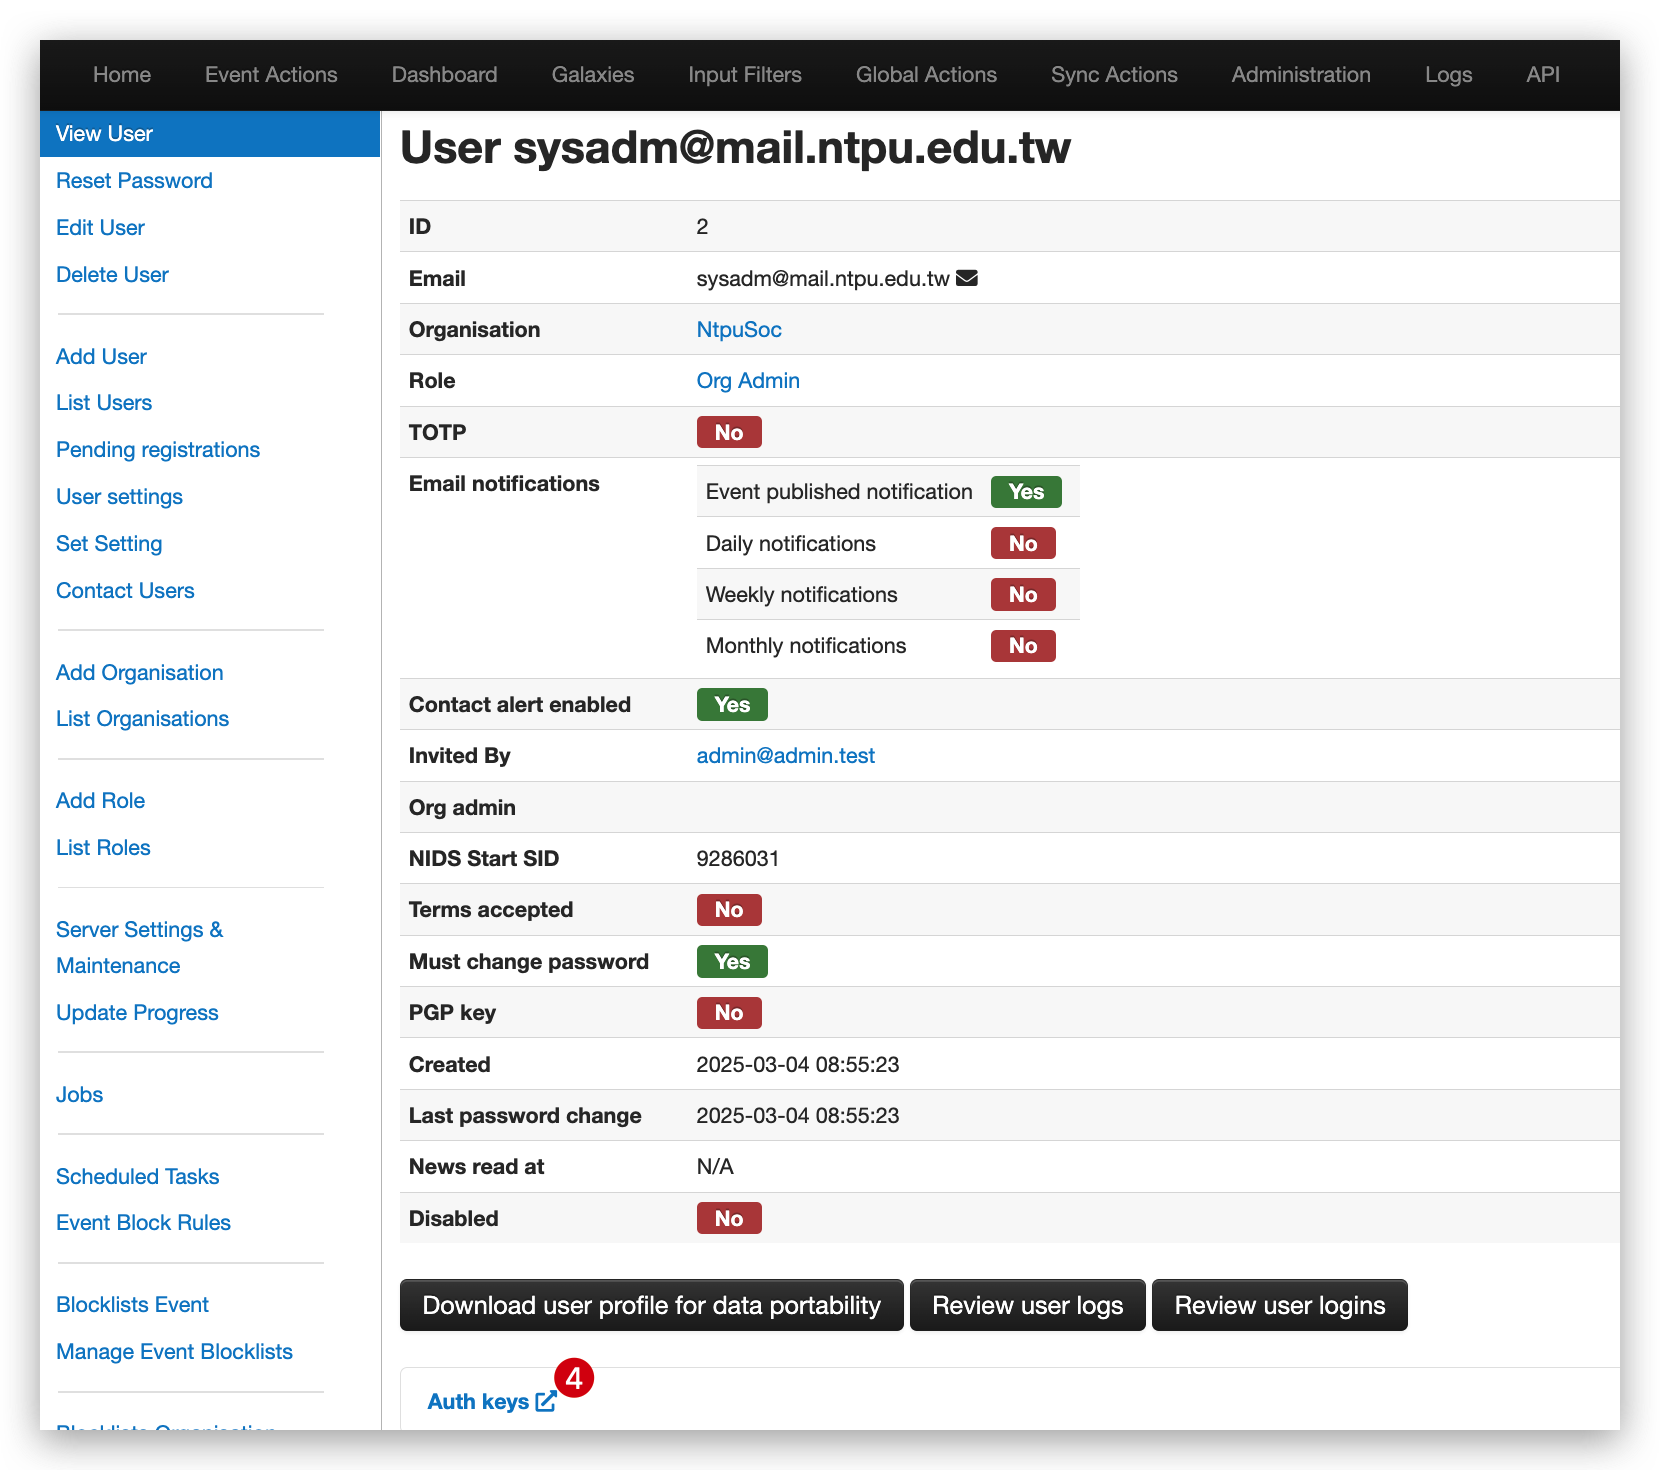 Home Event Actions Dashboard Galaxies Input Filters Global Actions Sync Actions Administration Logs API
View User
Reset Password
Edit User
Delete User
Add User
List Users
Pending registrations
User settings
Set Setting
Contact Users
Add Organisation
List Organisations
Add Role
List Roles
Server Settings &
Maintenance
Update Progress
Jobs
Scheduled Tasks
Event Block Rules
Blocklists Event
Manage Event Blocklists
Blocklists Organisation
User sysadm@mail.ntpu.edu.tw
ID 2
Email sysadm@mail.ntpu.edu.tw
Organisation NtpuSoc
Role Org Admin
TOTP No
Email notifications
Event published notification Yes
Daily notifications No
Weekly notifications No
Monthly notifications No
Contact alert enabled Yes
Invited By admin@admin.test
Org admin
NIDS Start SID 9286031
Terms accepted No
Must change password Yes
PGP key No
Created 2025-03-04 08:55:23
Last password change 2025-03-04 08:55:23
News read at N/A
Disabled No
Download user profile for data portability Review user logs Review user logins
4
Auth keys